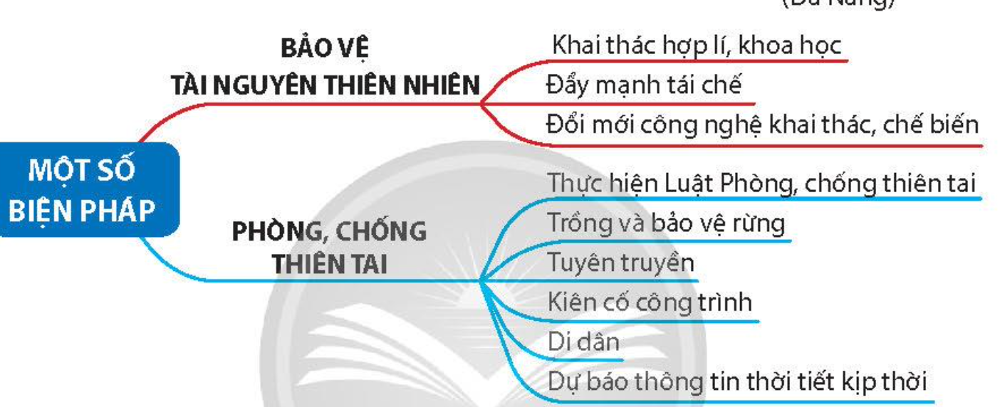 (Đà Nẵng)
BẢO VỆ
TÀI NGUYÊN THIÊN NHIÊN
Khai thác hợp lí, khoa học
Đẩy mạnh tái chế
Đổi mới công nghệ khai thác, chế biến
MỘT SỐ
BIỆN PHÁP
PHÒNG, CHỐNG
THIÊN TAI
Thực hiện Luật Phòng, chống thiên tai
Trồng và bảo vệ rừng
Tuyên truyền
Kiên cố công trình
Di dân
Dự báo thông tin thời tiết kịp thời